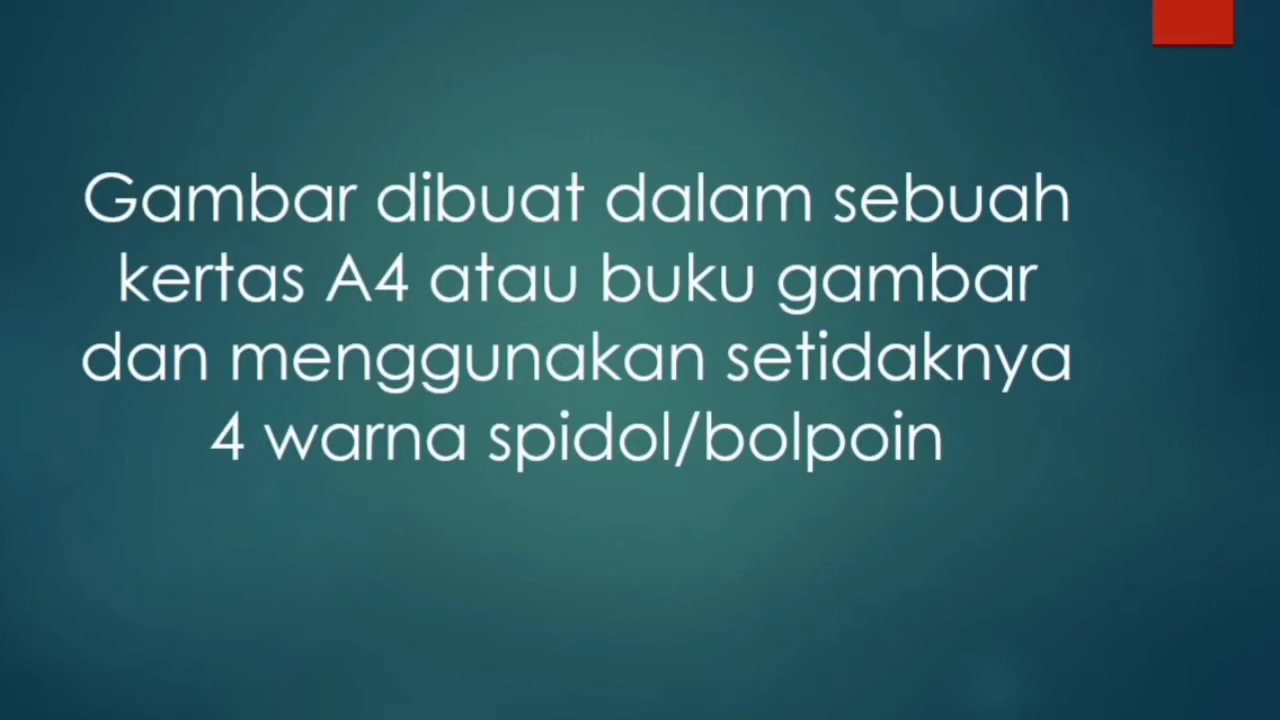 Gambar dibuat dalam sebuah
kertas A4 atau buku gambar
dan menggunakan setidaknya
4 warna spidol/bolpoin